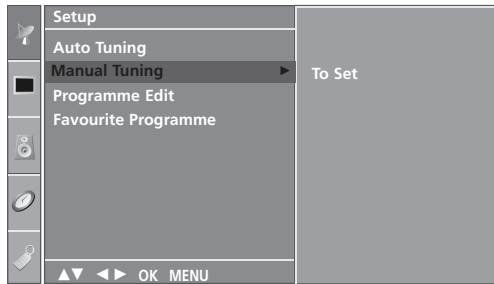 Setup
Auto Tuning
Manual Tuning ► To Set
Programme Edit
Favourite Programme
▲▼ ◄► OK MENU